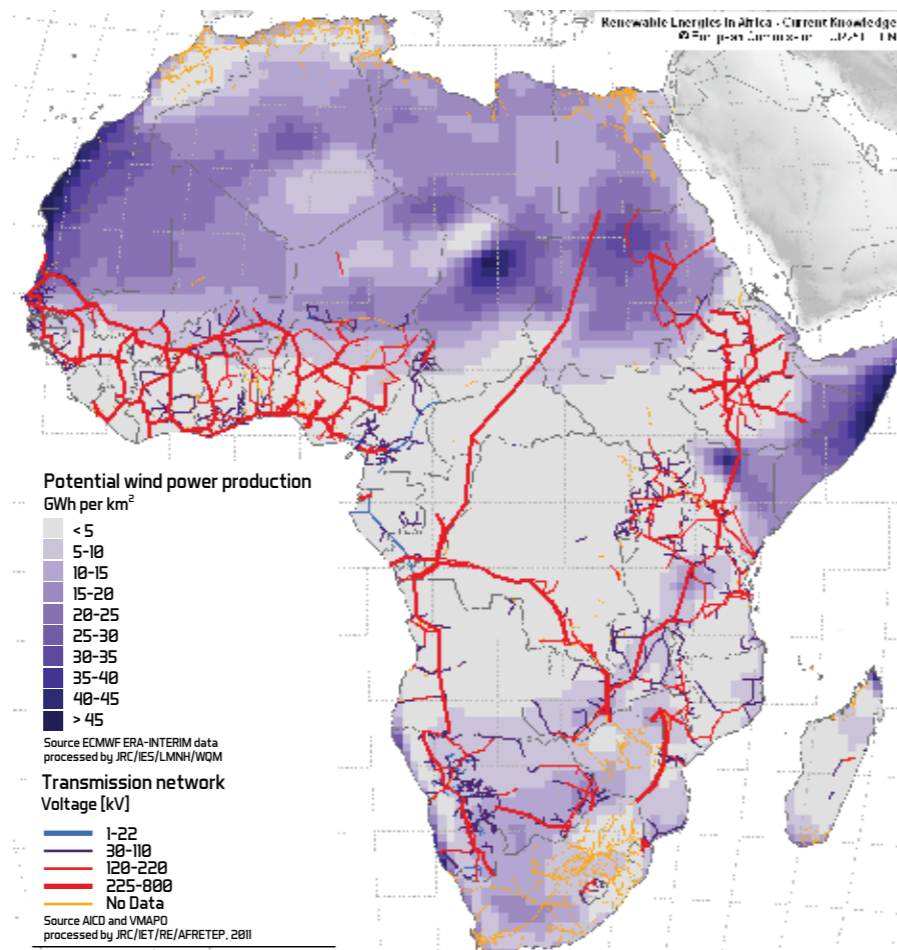 Renewable Energies in Africa - Current Knowledge
© European Commission
Potential wind power production
GWh per km²
< 5
5-10
10-15
15-20
20-25
25-30
30-35
35-40
40-45
> 45
Source ECMWF ERA-INTERIM data
processed by JRC/IES/LMNH/WQM
Transmission network
Voltage [kV]
1-22
30-110
120-220
225-800
No Data
Source AICD and VMAP0
processed by JRC/IET/RE/AFRETEP, 2011